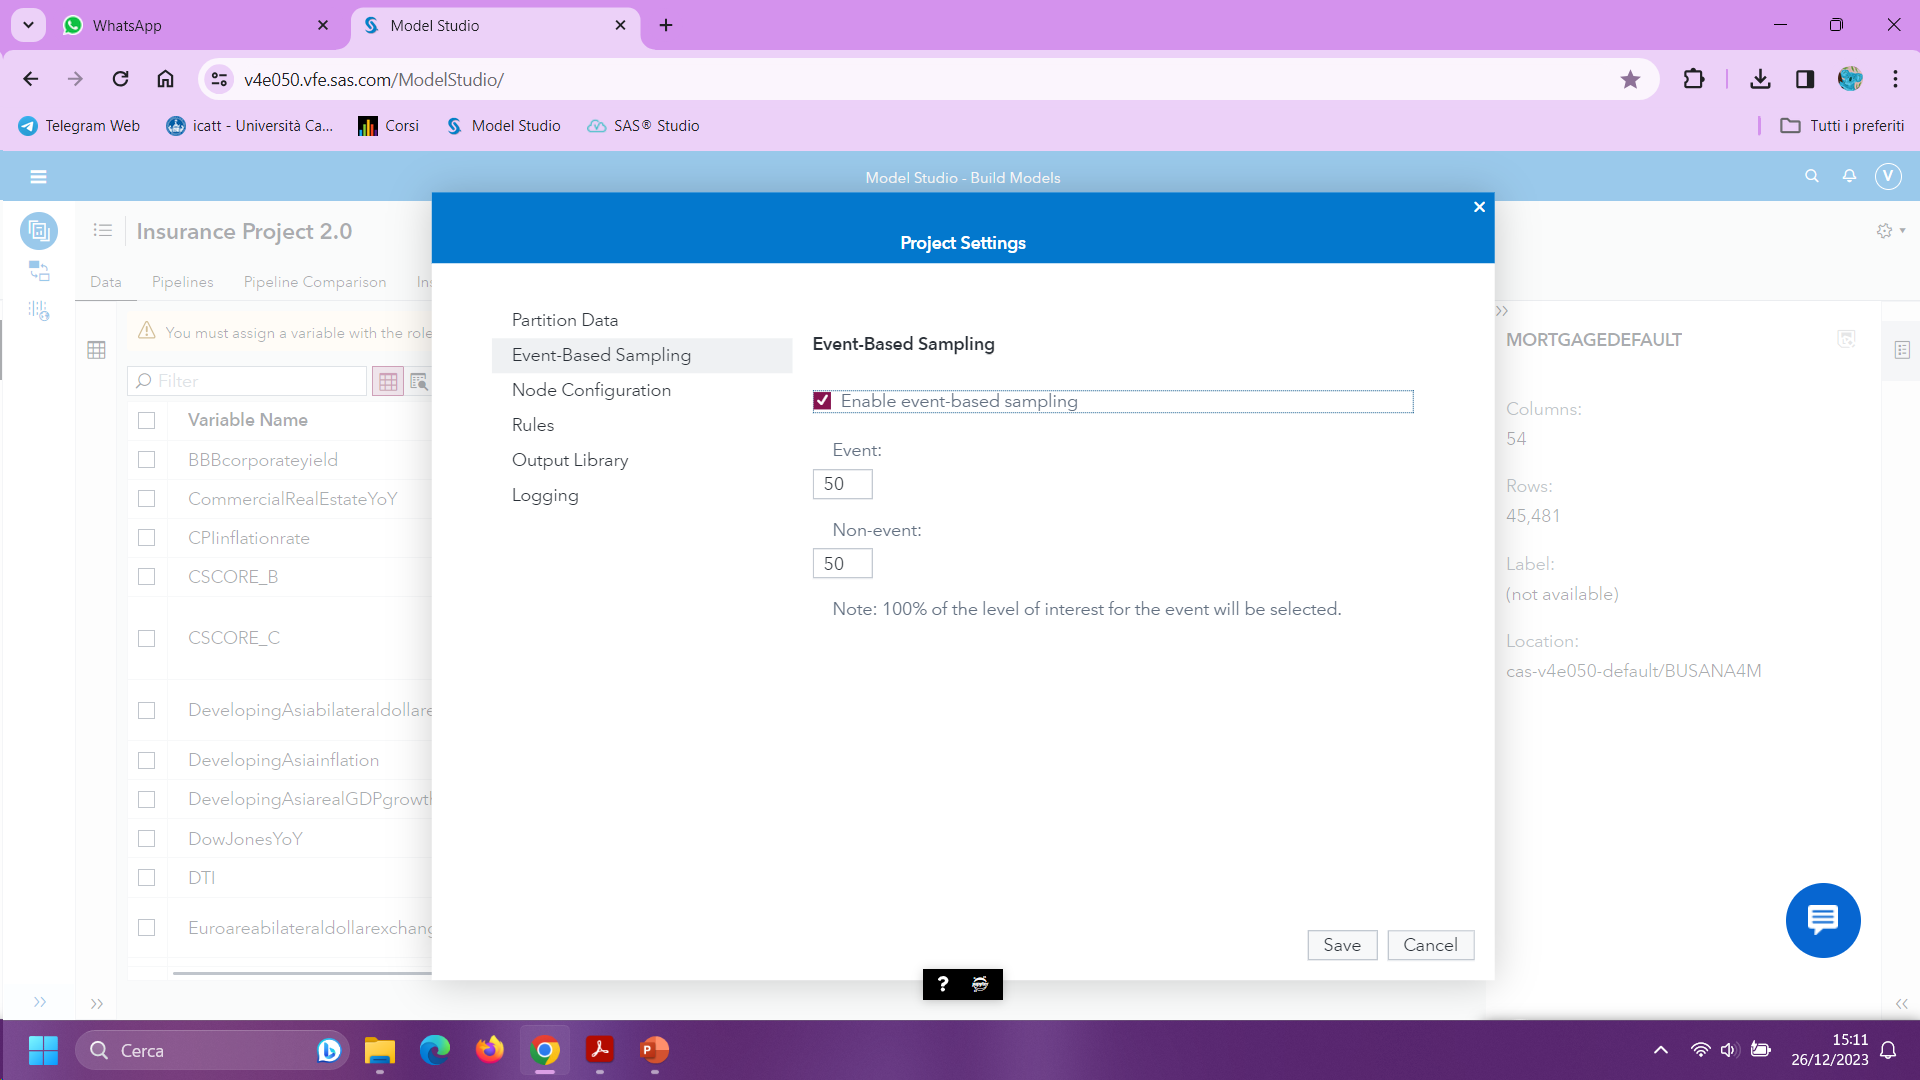 WhatsApp
Model Studio
v4e050.vfe.sas.com/ModelStudio/
Telegram Web
icatt - Università Ca...
Corsi
Model Studio
SAS® Studio
Tutti i preferiti
Model Studio - Build Models
V
Insurance Project 2.0
Data
Pipelines
Pipeline Comparison
Ins
You must assign a variable with the role
Filter
Variable Name
BBBcorporateyield
CommercialRealEstateYoY
CPIinflationrate
CSCORE_B
CSCORE_C
DevelopingAsiabilateraldollare
DevelopingAsiainflation
DevelopingAsiarealGDPgrowth
DowJonesYoY
DTI
Euroareabilateraldollarexchang
Project Settings
Partition Data
Event-Based Sampling
Node Configuration
Rules
Output Library
Logging
Event-Based Sampling
Enable event-based sampling
Event:
50
Non-event:
50
Note: 100% of the level of interest for the event will be selected.
Save
Cancel
?
MORTGAGEDEFAULT
Columns:
54
Rows:
45,481
Label:
(not available)
Location:
cas-v4e050-default/BUSANA4M
Cerca
15:11
26/12/2023